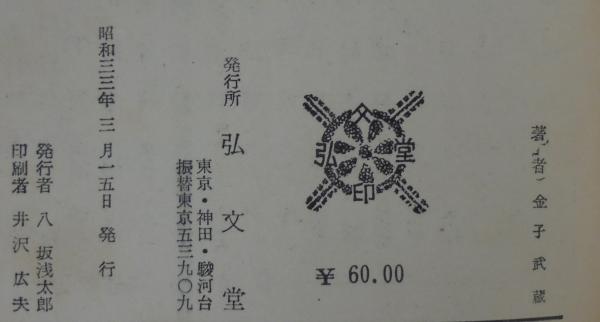 著者 金子武蔵
文
弘 堂
印
¥ 60.00
発行所 弘文堂
東京・神田・駿河台
振替東京五三九〇九
昭和三三年三月一五日 発行
発行者 八坂浅太郎
印刷者 井沢広夫